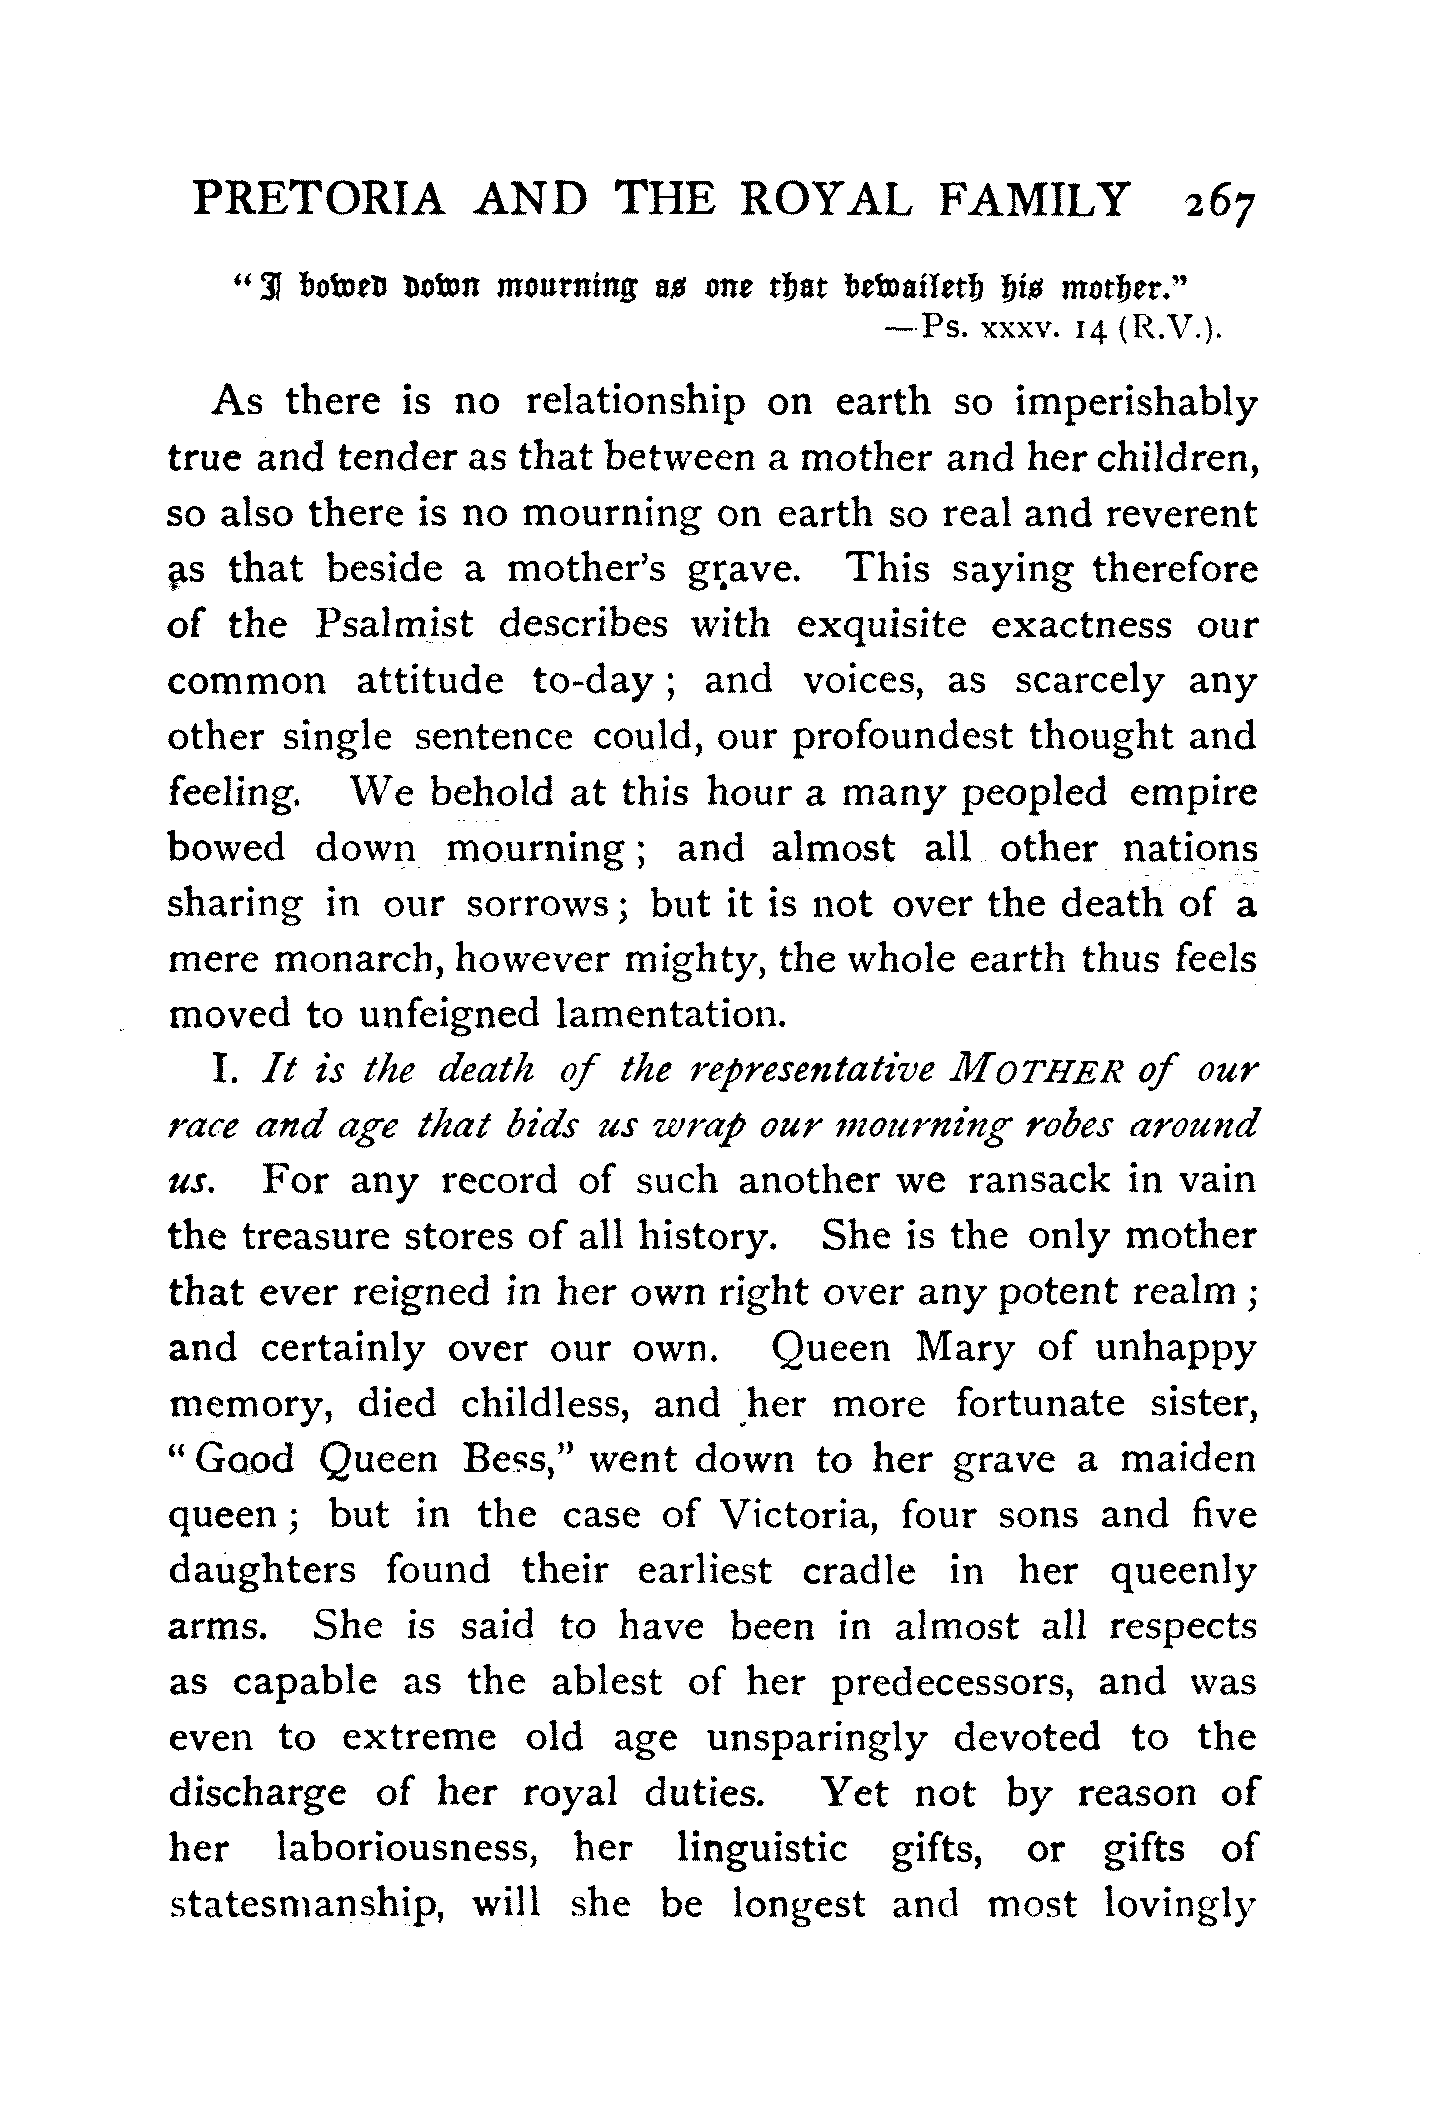 PRETORIA AND THE ROYAL FAMILY 267
"I bowed down mourning as one that bewaileth his mother."
—Ps. xxxv. 14 (R.V.).
As there is no relationship on earth so imperishably
true and tender as that between a mother and her children,
so also there is no mourning on earth so real and reverent
as that beside a mother's grave. This saying therefore
of the Psalmist describes with exquisite exactness our
common attitude to-day; and voices, as scarcely any
other single sentence could, our profoundest thought and
feeling. We behold at this hour a many peopled empire
bowed down mourning; and almost all other nations
sharing in our sorrows; but it is not over the death of a
mere monarch, however mighty, the whole earth thus feels
moved to unfeigned lamentation.
I. It is the death of the representative MOTHER of our
race and age that bids us wrap our mourning robes around
us. For any record of such another we ransack in vain
the treasure stores of all history. She is the only mother
that ever reigned in her own right over any potent realm;
and certainly over our own. Queen Mary of unhappy
memory, died childless, and her more fortunate sister,
"Good Queen Bess," went down to her grave a maiden
queen; but in the case of Victoria, four sons and five
daughters found their earliest cradle in her queenly
arms. She is said to have been in almost all respects
as capable as the ablest of her predecessors, and was
even to extreme old age unsparingly devoted to the
discharge of her royal duties. Yet not by reason of
her laboriousness, her linguistic gifts, or gifts of
statesmanship, will she be longest and most lovingly